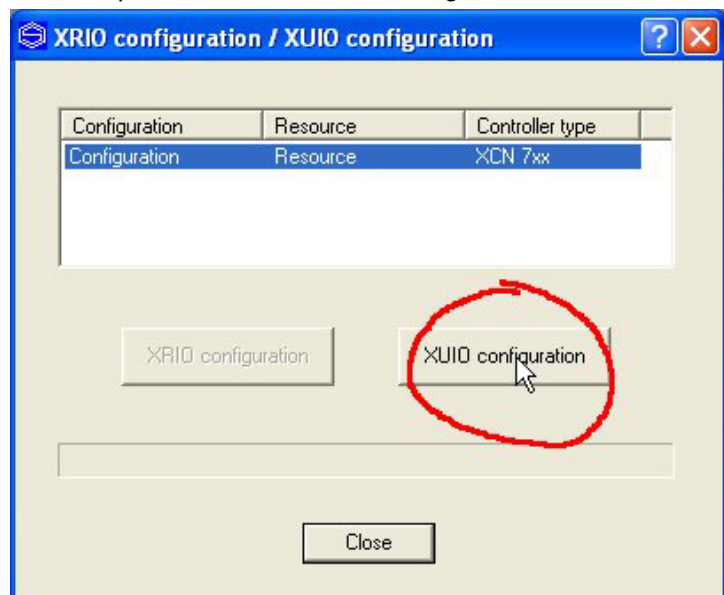 XRIO configuration / XUIO configuration
Configuration Resource Controller type
Configuration Resource XCN 7xx
XRIO configuration XUIO configuration
Close